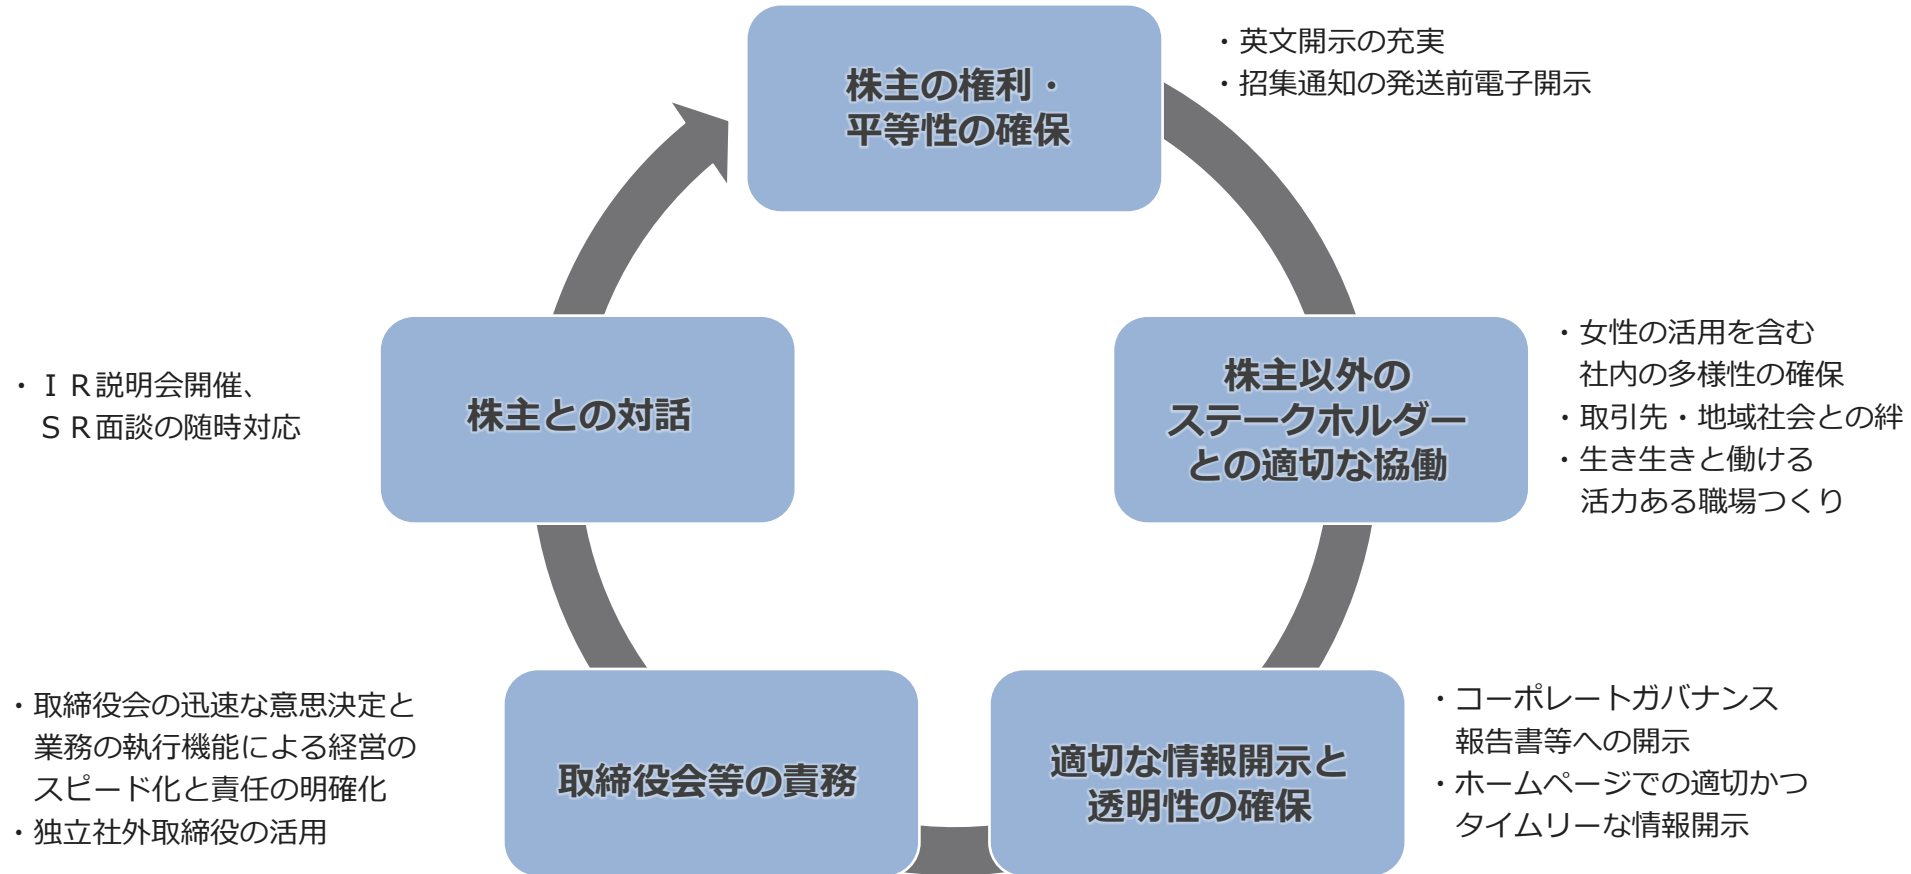 株主の権利・
平等性の確保
・英文開示の充実
・招集通知の発送前電子開示
株主以外の
ステークホルダー
との適切な協働
・女性の活用を含む
社内の多様性の確保
・取引先・地域社会との絆
・生き生きと働ける
活力ある職場つくり
適切な情報開示と
透明性の確保
・コーポレートガバナンス
報告書等への開示
・ホームページでの適切かつ
タイムリーな情報開示
取締役会等の責務
・取締役会の迅速な意思決定と
業務の執行機能による経営の
スピード化と責任の明確化
・独立社外取締役の活用
株主との対話
・ＩＲ説明会開催、
ＳＲ面談の随時対応